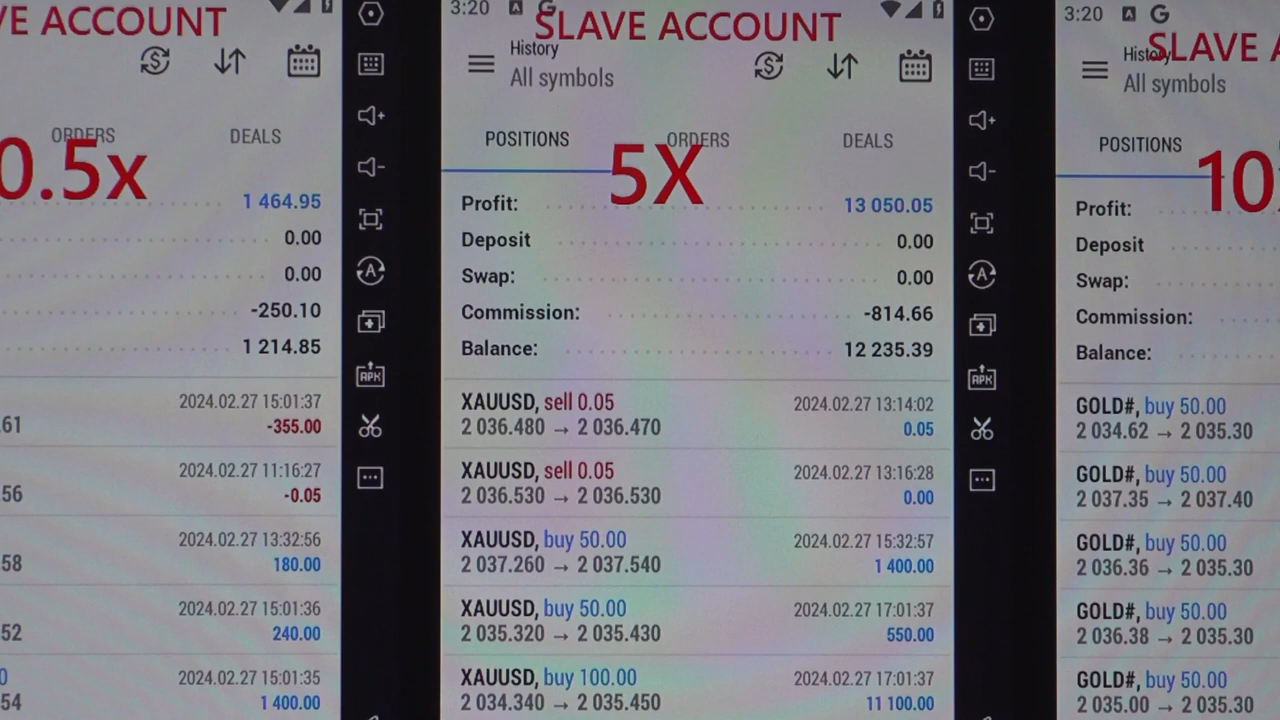 VE ACCOUNT
ORDERS
DEALS
0.5x
1 464.95
0.00
0.00
-250.10
1 214.85
2024.02.27 15:01:37
.61
-355.00
2024.02.27 11:16:27
56
-0.05
2024.02.27 13:32:56
58
180.00
2024.02.27 15:01:36
52
240.00
0
2024.02.27 15:01:35
54
1 400.00
APK
3:20
SLAVE ACCOUNT
History
All symbols
POSITIONS
ORDERS
DEALS
5X
Profit:
13 050.05
Deposit
0.00
Swap:
0.00
Commission:
-814.66
Balance:
12 235.39
XAUUSD, sell 0.05
2024.02.27 13:14:02
2 036.480 → 2 036.470
0.05
XAUUSD, sell 0.05
2024.02.27 13:16:28
2 036.530 → 2 036.530
0.00
XAUUSD, buy 50.00
2024.02.27 15:32:57
2 037.260 → 2 037.540
1 400.00
XAUUSD, buy 50.00
2024.02.27 17:01:37
2 035.320 → 2 035.430
550.00
XAUUSD, buy 100.00
2024.02.27 17:01:37
2 034.340 → 2 035.450
11 100.00
APK
3:20
SLAVE A
History
All symbols
POSITIONS
10
Profit:
Deposit
Swap:
Commission:
Balance:
GOLD#, buy 50.00
2 034.62 → 2 035.30
GOLD#, buy 50.00
2 037.35 → 2 037.40
GOLD#, buy 50.00
2 036.36 → 2 035.30
GOLD#, buy 50.00
2 036.38 → 2 035.30
GOLD#, buy 50.00
2 035.00 → 2 035.30